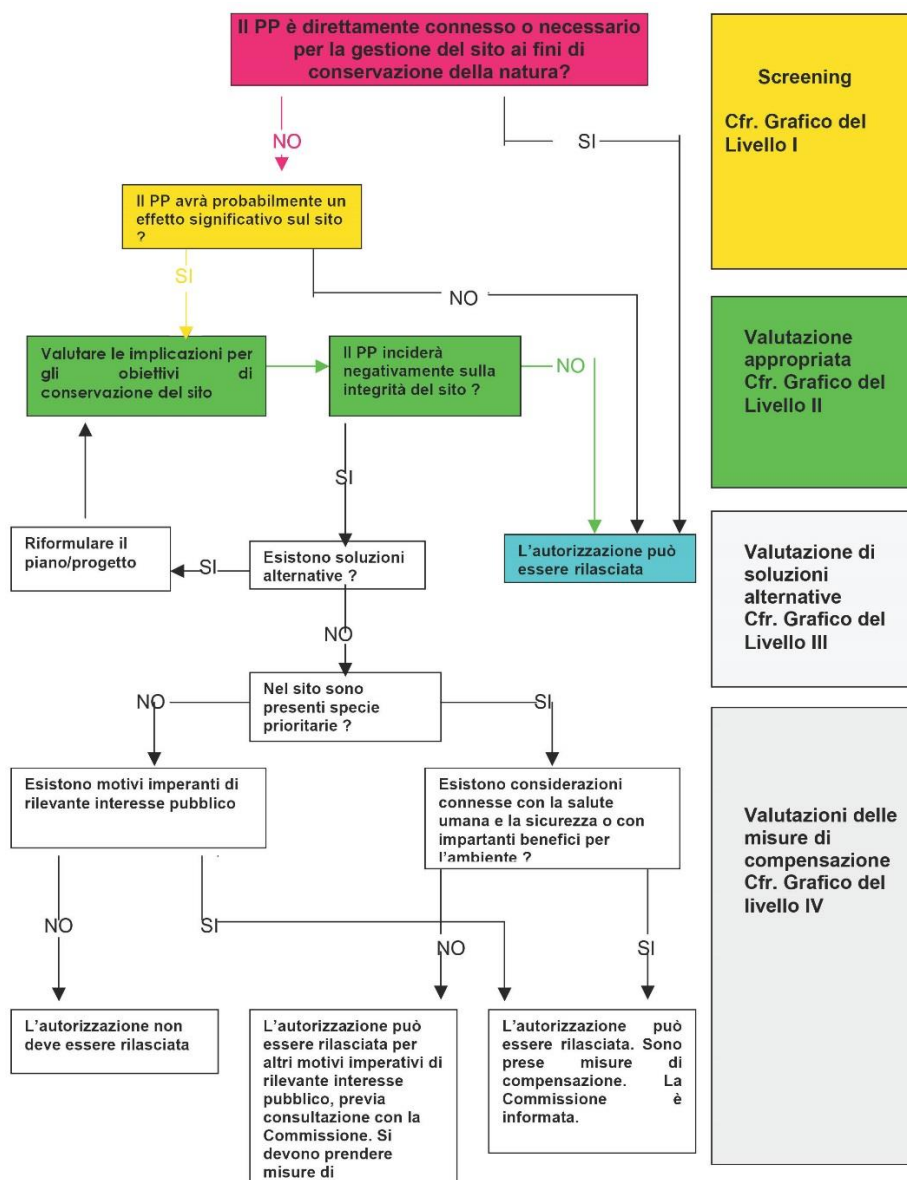 Il PP è direttamente connesso o necessario
per la gestione del sito ai fini di
conservazione della natura?
Screening
Cfr. Grafico del
Livello I
NO
SI
Il PP avrà probabilmente un
effetto significativo sul sito
?
SI
NO
Valutazione
appropriata
Cfr. Grafico del
Livello II
Valutare le implicazioni per
gli obiettivi di
conservazione del sito
Il PP inciderà
negativamente sulla
integrità del sito ?
NO
SI
Riformulare il
piano/progetto
SI
Esistono soluzioni
alternative ?
L'autorizzazione può
essere rilasciata
Valutazione di
soluzioni
alternative
Cfr. Grafico del
Livello III
NO
Nel sito sono
presenti specie
prioritarie ?
NO
SI
Esistono motivi imperanti di
rilevante interesse pubblico
Esistono considerazioni
connesse con la salute
umana e la sicurezza o con
impartanti benefici per
l'ambiente ?
Valutazioni delle
misure di
compensazione
Cfr. Grafico del
livello IV
NO
SI
NO
SI
L'autorizzazione non
deve essere rilasciata
L'autorizzazione può
essere rilasciata per
altri motivi imperativi di
rilevante interesse
pubblico, previa
consultazione con la
Commissione. Si
devono prendere
misure di
L'autorizzazione può
essere rilasciata. Sono
prese misure di
compensazione. La
Commissione è
informata.